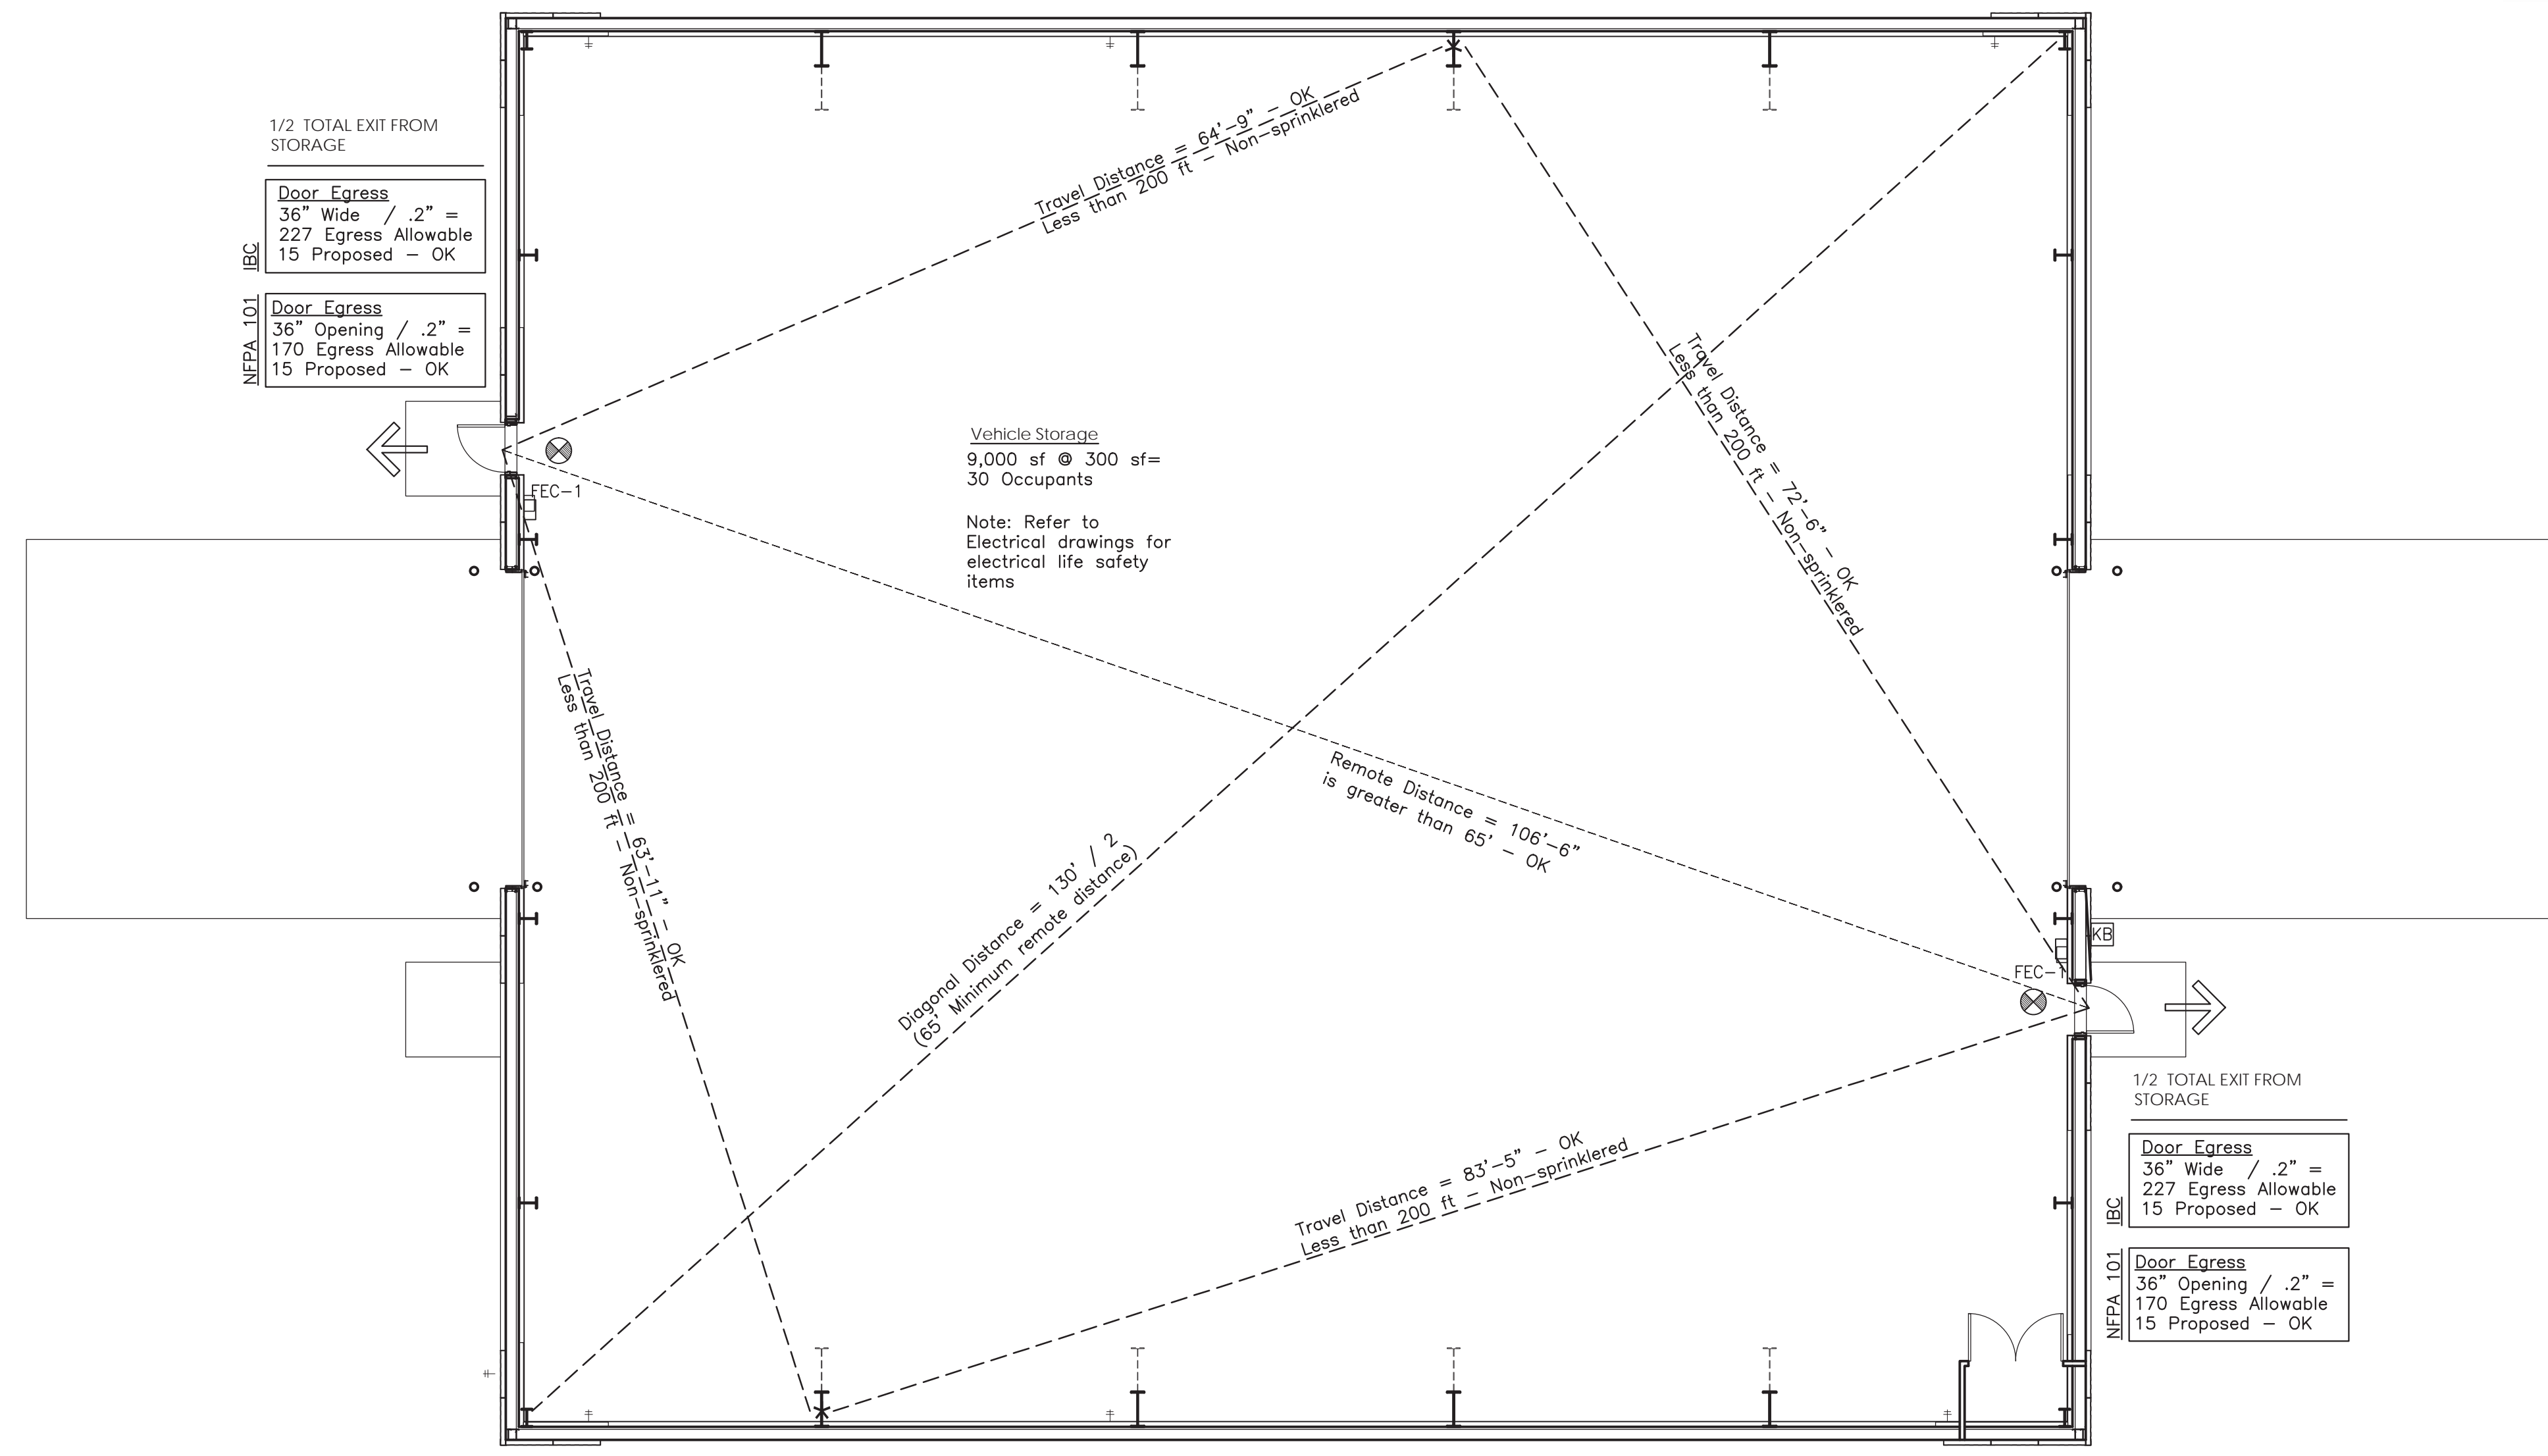 1/2 TOTAL EXIT FROM
STORAGE
IBC
Door Egress
36" Wide / .2" =
227 Egress Allowable
15 Proposed – OK
NFPA 101
Door Egress
36" Opening / .2" =
170 Egress Allowable
15 Proposed – OK
FEC–1
Travel Distance = 64'–9" – OK
Less than 200 ft – Non–sprinklered
Vehicle Storage
9,000 sf @ 300 sf=
30 Occupants
Note: Refer to
Electrical drawings for
electrical life safety
items
Travel Distance = 72'–6" – OK
Less than 200 ft – Non–sprinklered
Travel Distance = 63'–11" – OK
Less than 200 ft – Non–sprinklered
Diagonal Distance = 130' / 2
(65' Minimum remote distance)
Remote Distance = 106'–6"
is greater than 65' – OK
Travel Distance = 83'–5" – OK
Less than 200 ft – Non–sprinklered
KB
FEC–1
1/2 TOTAL EXIT FROM
STORAGE
IBC
Door Egress
36" Wide / .2" =
227 Egress Allowable
15 Proposed – OK
NFPA 101
Door Egress
36" Opening / .2" =
170 Egress Allowable
15 Proposed – OK